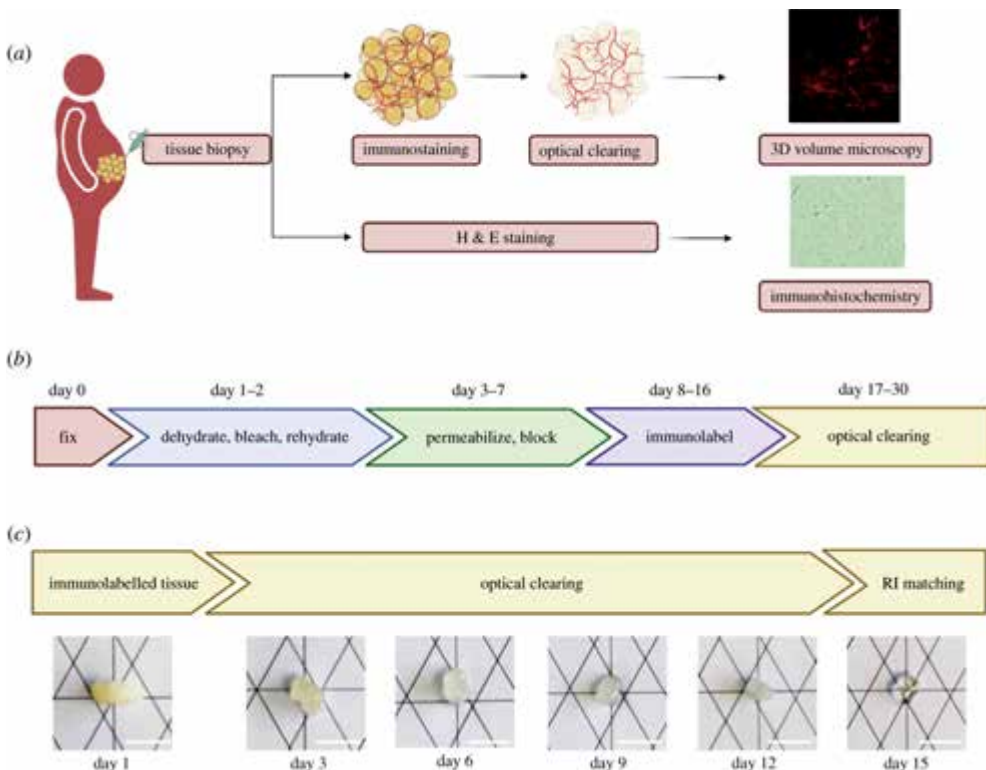 (a)
tissue biopsy
immunostaining
optical clearing
3D volume microscopy
H & E staining
immunohistochemistry
(b)
day 0
day 1–2
day 3–7
day 8–16
day 17–30
fix
dehydrate, bleach, rehydrate
permeabilize, block
immunolabel
optical clearing
(c)
immunolabelled tissue
optical clearing
RI matching
day 1
day 3
day 6
day 9
day 12
day 15